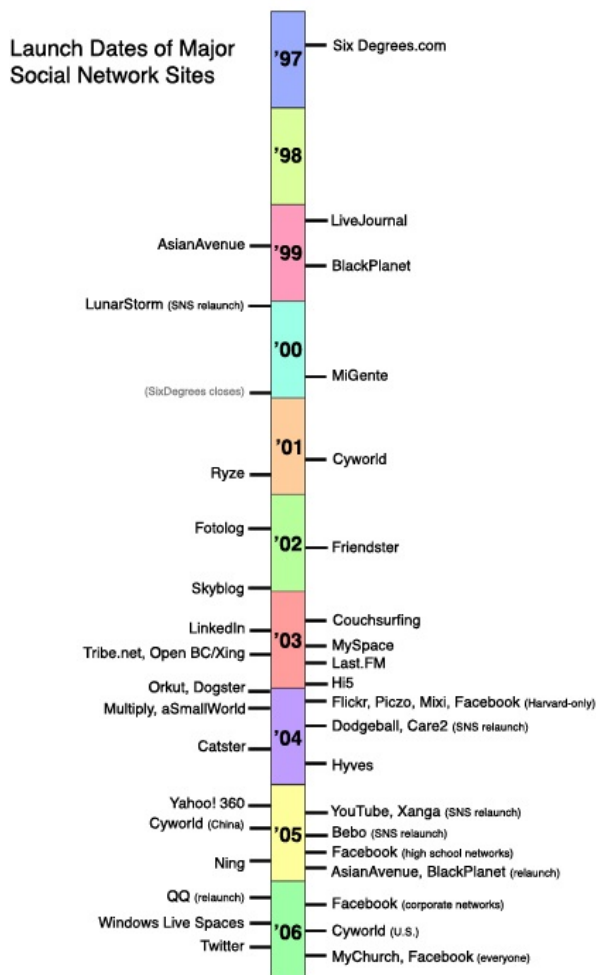 Launch Dates of Major
Social Network Sites
'97
Six Degrees.com
'98
LiveJournal
AsianAvenue
'99
BlackPlanet
LunarStorm (SNS relaunch)
'00
MiGente
(SixDegrees closes)
'01
Cyworld
Ryze
Fotolog
'02
Friendster
Skyblog
Couchsurfing
LinkedIn
'03
MySpace
Tribe.net, Open BC/Xing
Last.FM
Hi5
Orkut, Dogster
Flickr, Piczo, Mixi, Facebook (Harvard-only)
Multiply, aSmallWorld
Dodgeball, Care2 (SNS relaunch)
'04
Catster
Hyves
Yahoo! 360
YouTube, Xanga (SNS relaunch)
Cyworld (China)
'05
Bebo (SNS relaunch)
Facebook (high school networks)
Ning
AsianAvenue, BlackPlanet (relaunch)
QQ (relaunch)
Facebook (corporate networks)
Windows Live Spaces
'06
Cyworld (U.S.)
Twitter
MyChurch, Facebook (everyone)